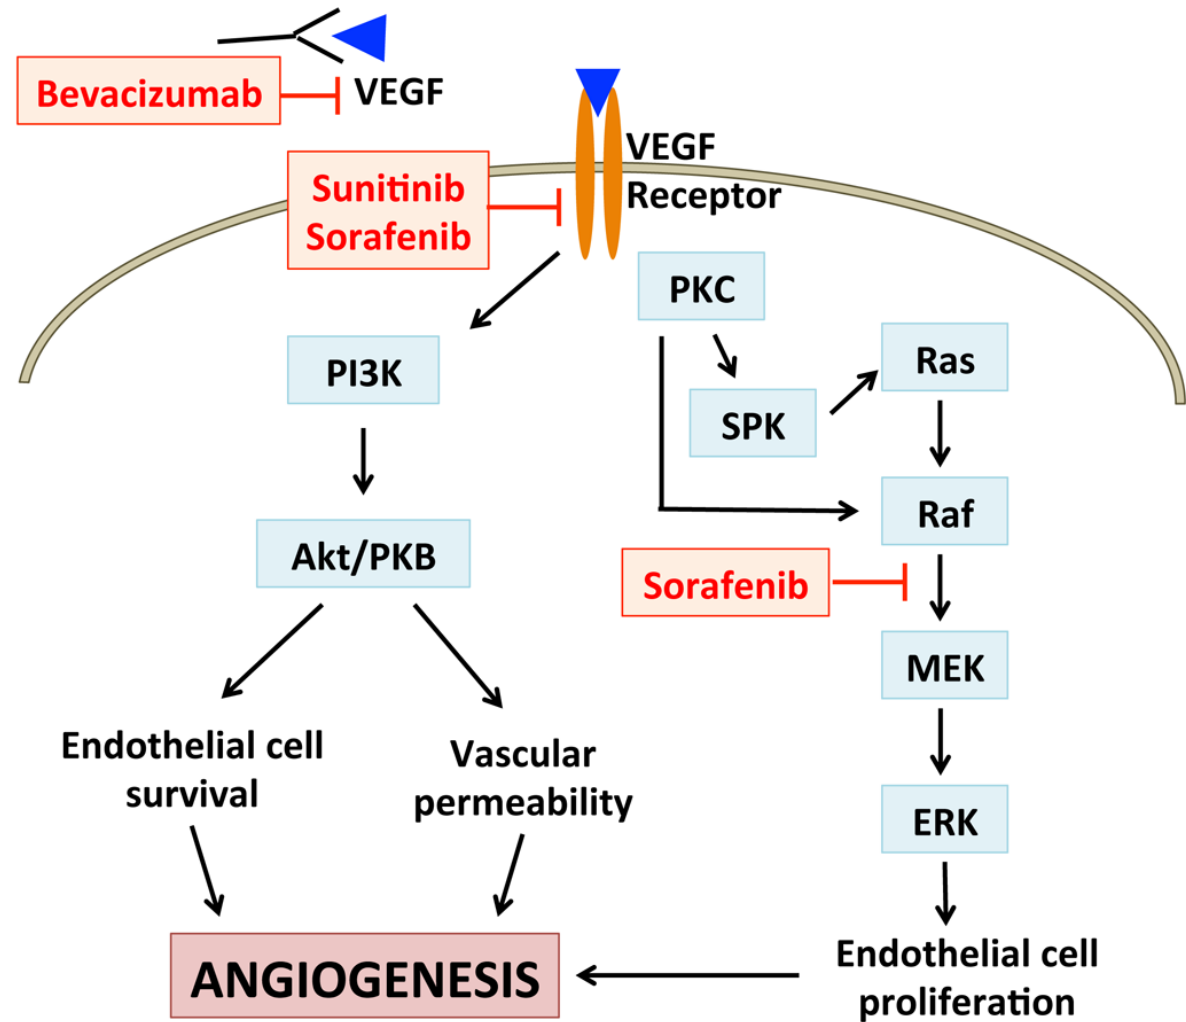 Bevacizumab
VEGF
VEGF
Receptor
Sunitinib
Sorafenib
PKC
PI3K
Ras
SPK
Raf
Akt/PKB
Sorafenib
MEK
Endothelial cell
survival
Vascular
permeability
ERK
Endothelial cell
proliferation
ANGIOGENESIS